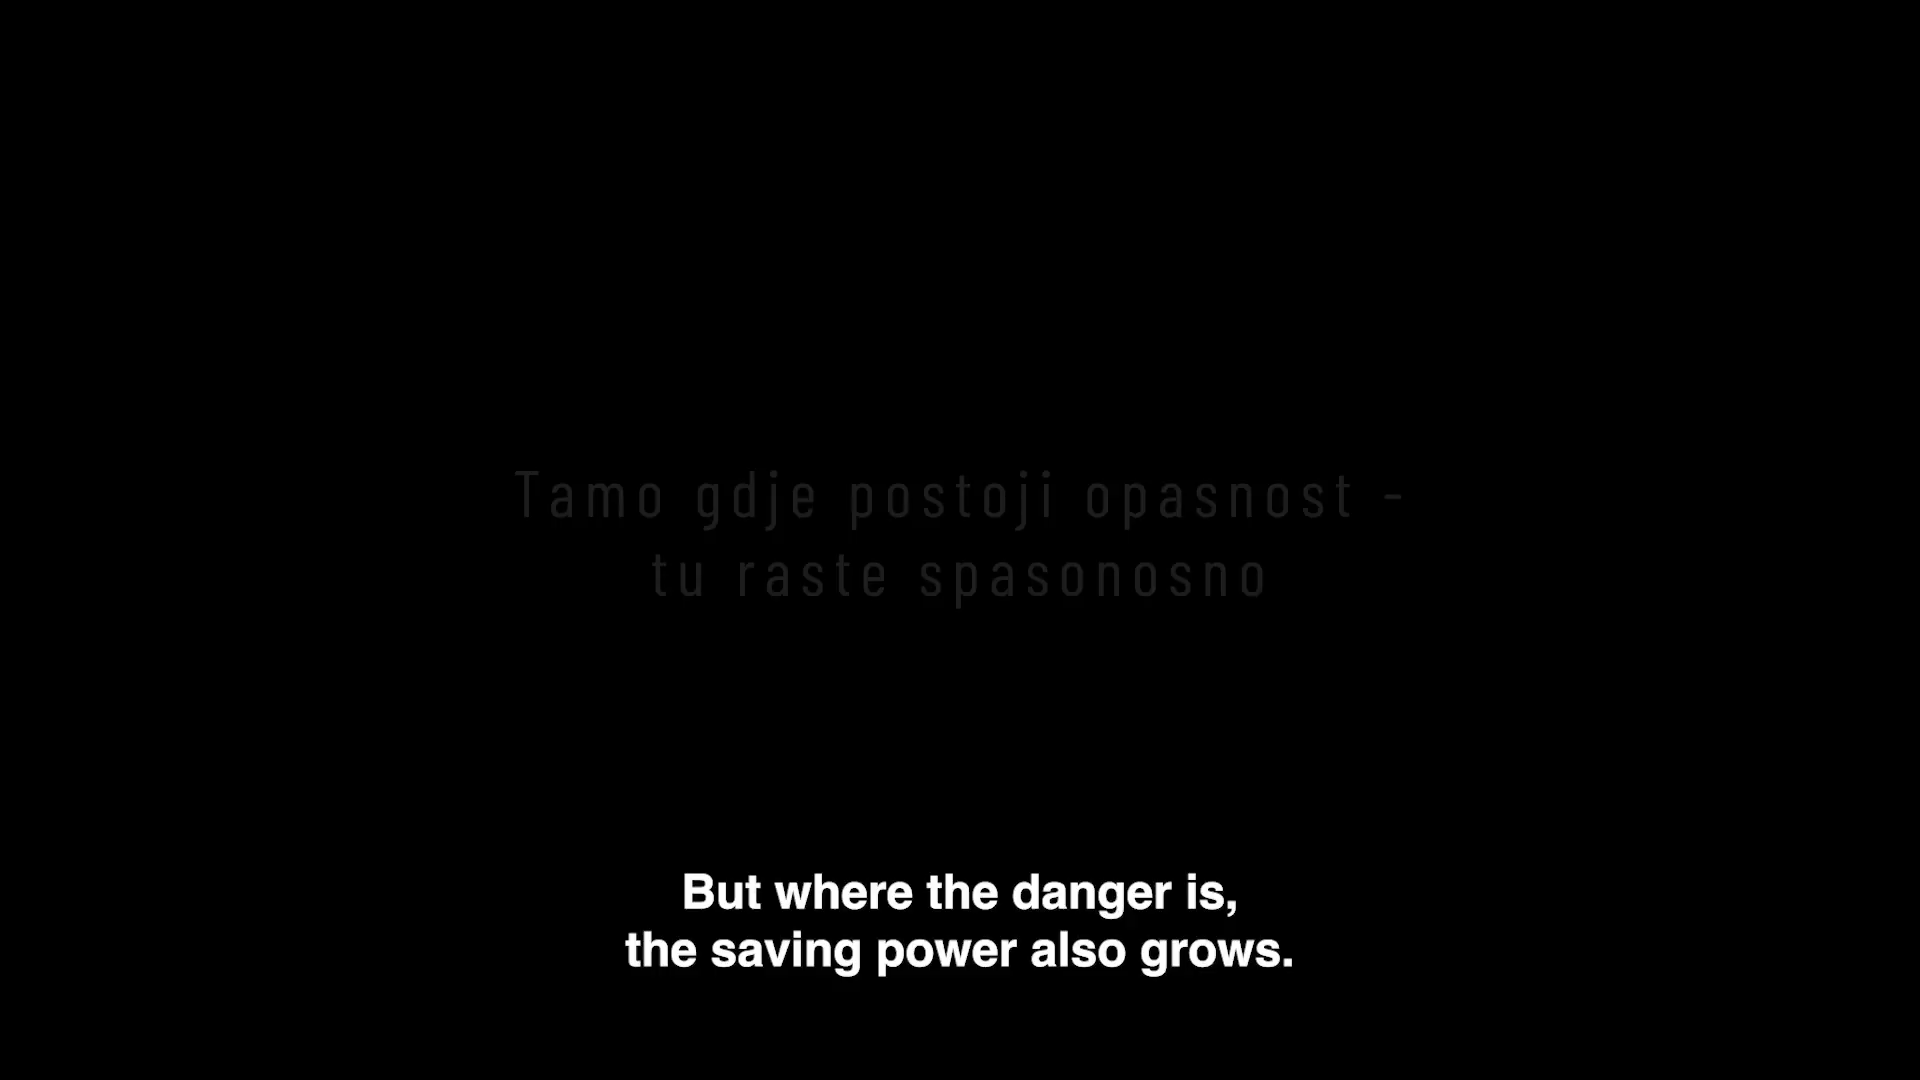 Tamo gdje postoji opasnost -
tu raste spasonosno
But where the danger is,
the saving power also grows.